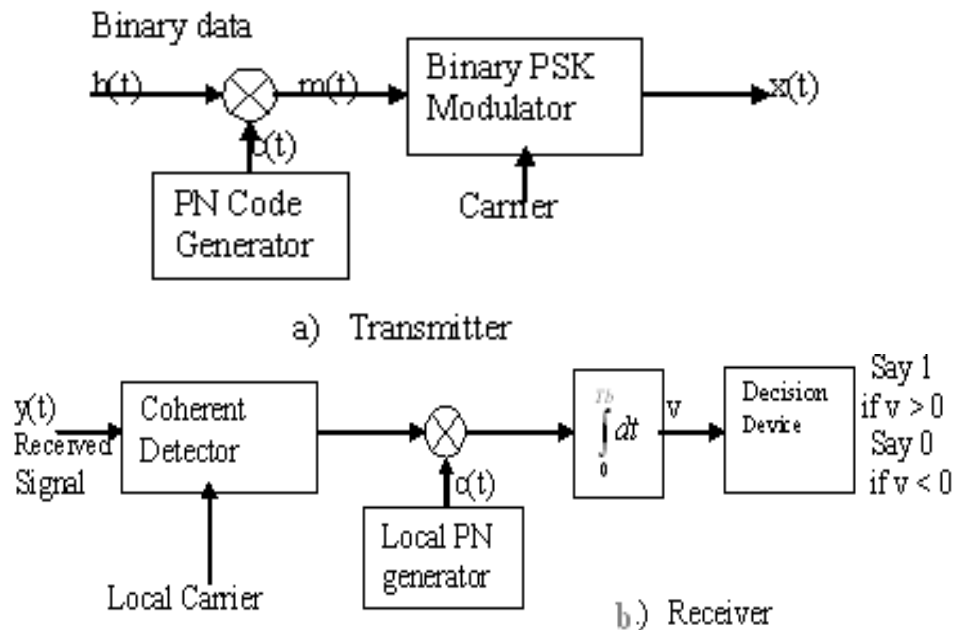 Binary data
b(t)
m(t)
Binary PSK
Modulator
x(t)
c(t)
PN Code
Generator
Carrier
a) Transmitter
y(t)
Received
Signal
Coherent
Detector
Local Carrier
c(t)
Local PN
generator
Tb
∫ dt
0
v
Decision
Device
Say 1
if v > 0
Say 0
if v < 0
b.) Receiver